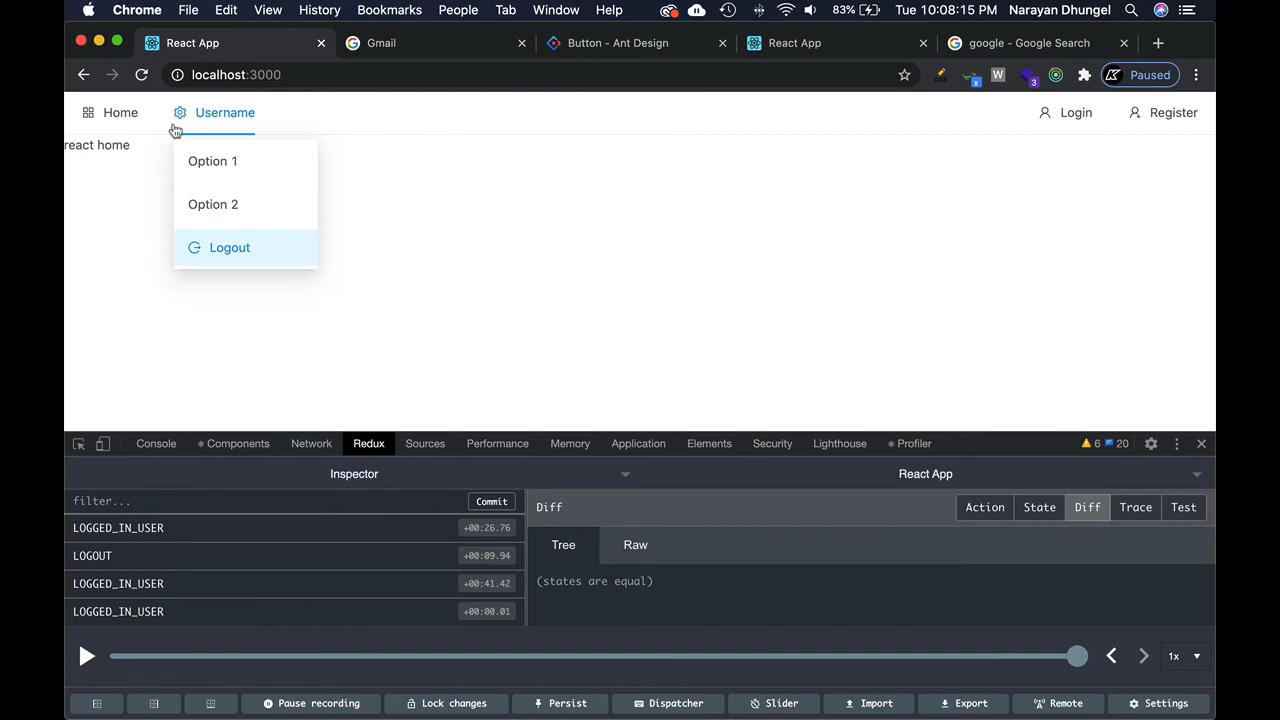 Chrome File Edit View History Bookmarks People Tab Window Help 83% Tue 10:08:15 PM Narayan Dhungel
React App Gmail Button - Ant Design React App google - Google Search
localhost:3000 x W 3 Paused
Home Username Login Register
react home
Option 1
Option 2
Logout
Console Components Network Redux Sources Performance Memory Application Elements Security Lighthouse Profiler 6 20
Inspector React App
filter... Commit Diff Action State Diff Trace Test
LOGGED_IN_USER +00:26.76
Tree Raw
LOGOUT +00:09.94
LOGGED_IN_USER +00:41.42 (states are equal)
LOGGED_IN_USER +00:00.01
1x
Pause recording Lock changes Persist Dispatcher Slider Import Export Remote Settings